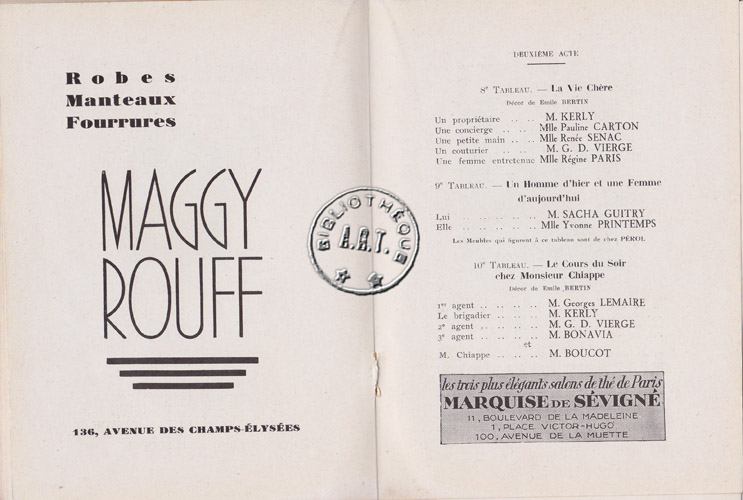 Robes
Manteaux
Fourrures
MAGGY
ROUFF
136, AVENUE DES CHAMPS-ÉLYSÉES
BIBLIOTHÈQUE
A.R.T.
DEUXIÈME ACTE
8e TABLEAU. — La Vie Chère
Décor de Emile BERTIN
Un propriétaire .. .. M. KERLY
Une concierge .. .. .. Mlle Pauline CARTON
Une petite main .. .. Mlle Renée SENAC
Un couturier .. .. .. M. G. D. VIERGE
Une femme entretenue Mlle Régine PARIS
9e TABLEAU. — Un Homme d'hier et une Femme
d'aujourd'hui
Lui .. .. .. .. .. M. SACHA GUITRY
Elle .. .. .. .. .. Mlle Yvonne PRINTEMPS
Les Meubles qui figurent à ce tableau sont de chez PÉROL
10e TABLEAU. — Le Cours du Soir
chez Monsieur Chiappe
Décor de Emile BERTIN
1er agent .. .. .. .. M. Georges LEMAIRE
Le brigadier .. .. .. M. KERLY
2e agent .. .. .. .. M. G. D. VIERGE
3e agent .. .. .. .. M. BONAVIA
et
M. Chiappe .. .. .. M. BOUCOT
les trois plus élégants salons de thé de Paris
MARQUISE DE SÉVIGNÉ
11, BOULEVARD DE LA MADELEINE
1, PLACE VICTOR-HUGO
100, AVENUE DE LA MUETTE